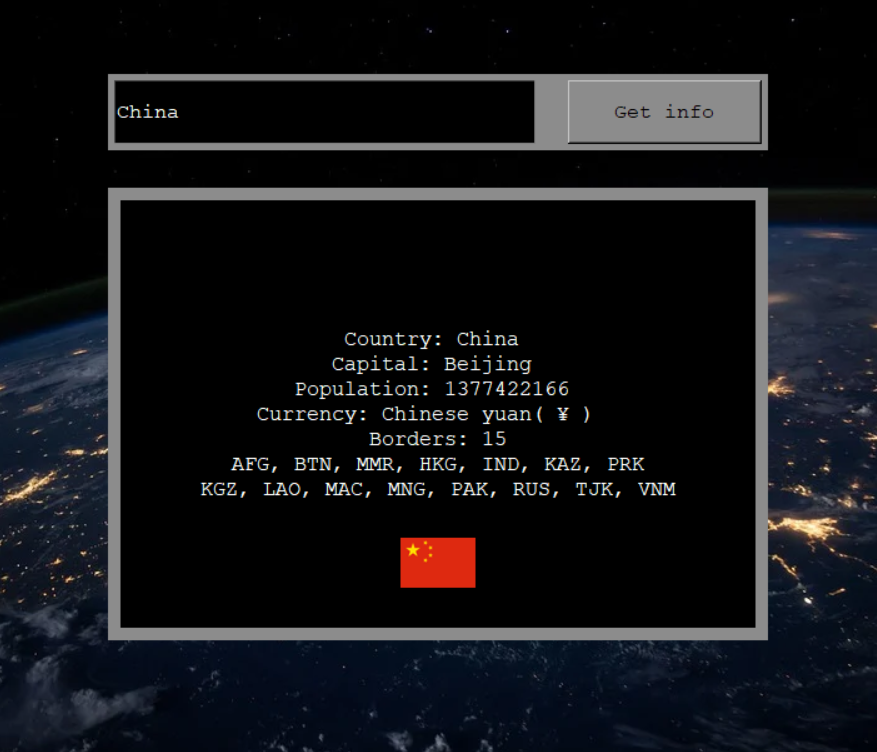 China
Get info
Country: China
Capital: Beijing
Population: 1377422166
Currency: Chinese yuan( ¥ )
Borders: 15
AFG, BTN, MMR, HKG, IND, KAZ, PRK
KGZ, LAO, MAC, MNG, PAK, RUS, TJK, VNM